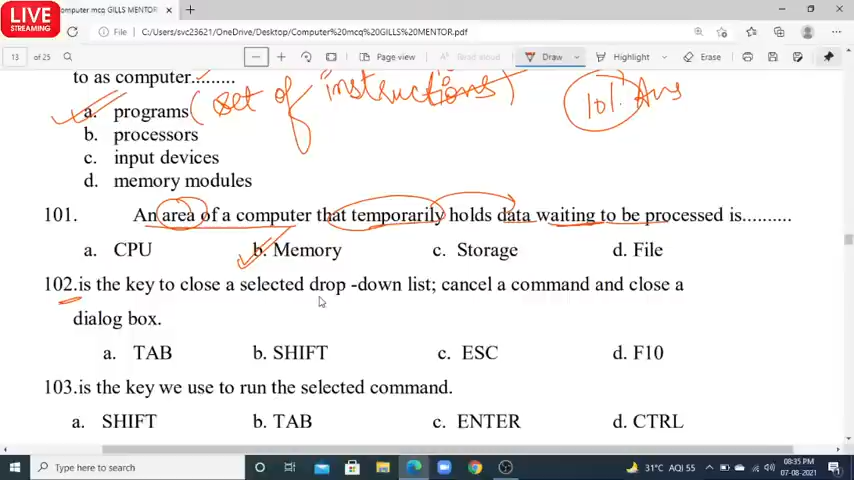 LIVE
STREAMING
Computer mcq GILLS MENTOR.pdf
File
C:/Users/svc23621/OneDrive/Desktop/Computer%20mcq%20GILLS%20MENTOR.pdf
13 of 25
Page view
Read aloud
Draw
Highlight
Erase
to as computer.........
a. programs (set of instructions)
101. Ans
b. processors
c. input devices
d. memory modules
101. An area of a computer that temporarily holds data waiting to be processed is..........
a. CPU b. Memory c. Storage d. File
102.is the key to close a selected drop -down list; cancel a command and close a
dialog box.
a. TAB b. SHIFT c. ESC d. F10
103.is the key we use to run the selected command.
a. SHIFT b. TAB c. ENTER d. CTRL
Type here to search
31°C AQI 55
08:35 PM
07-08-2021